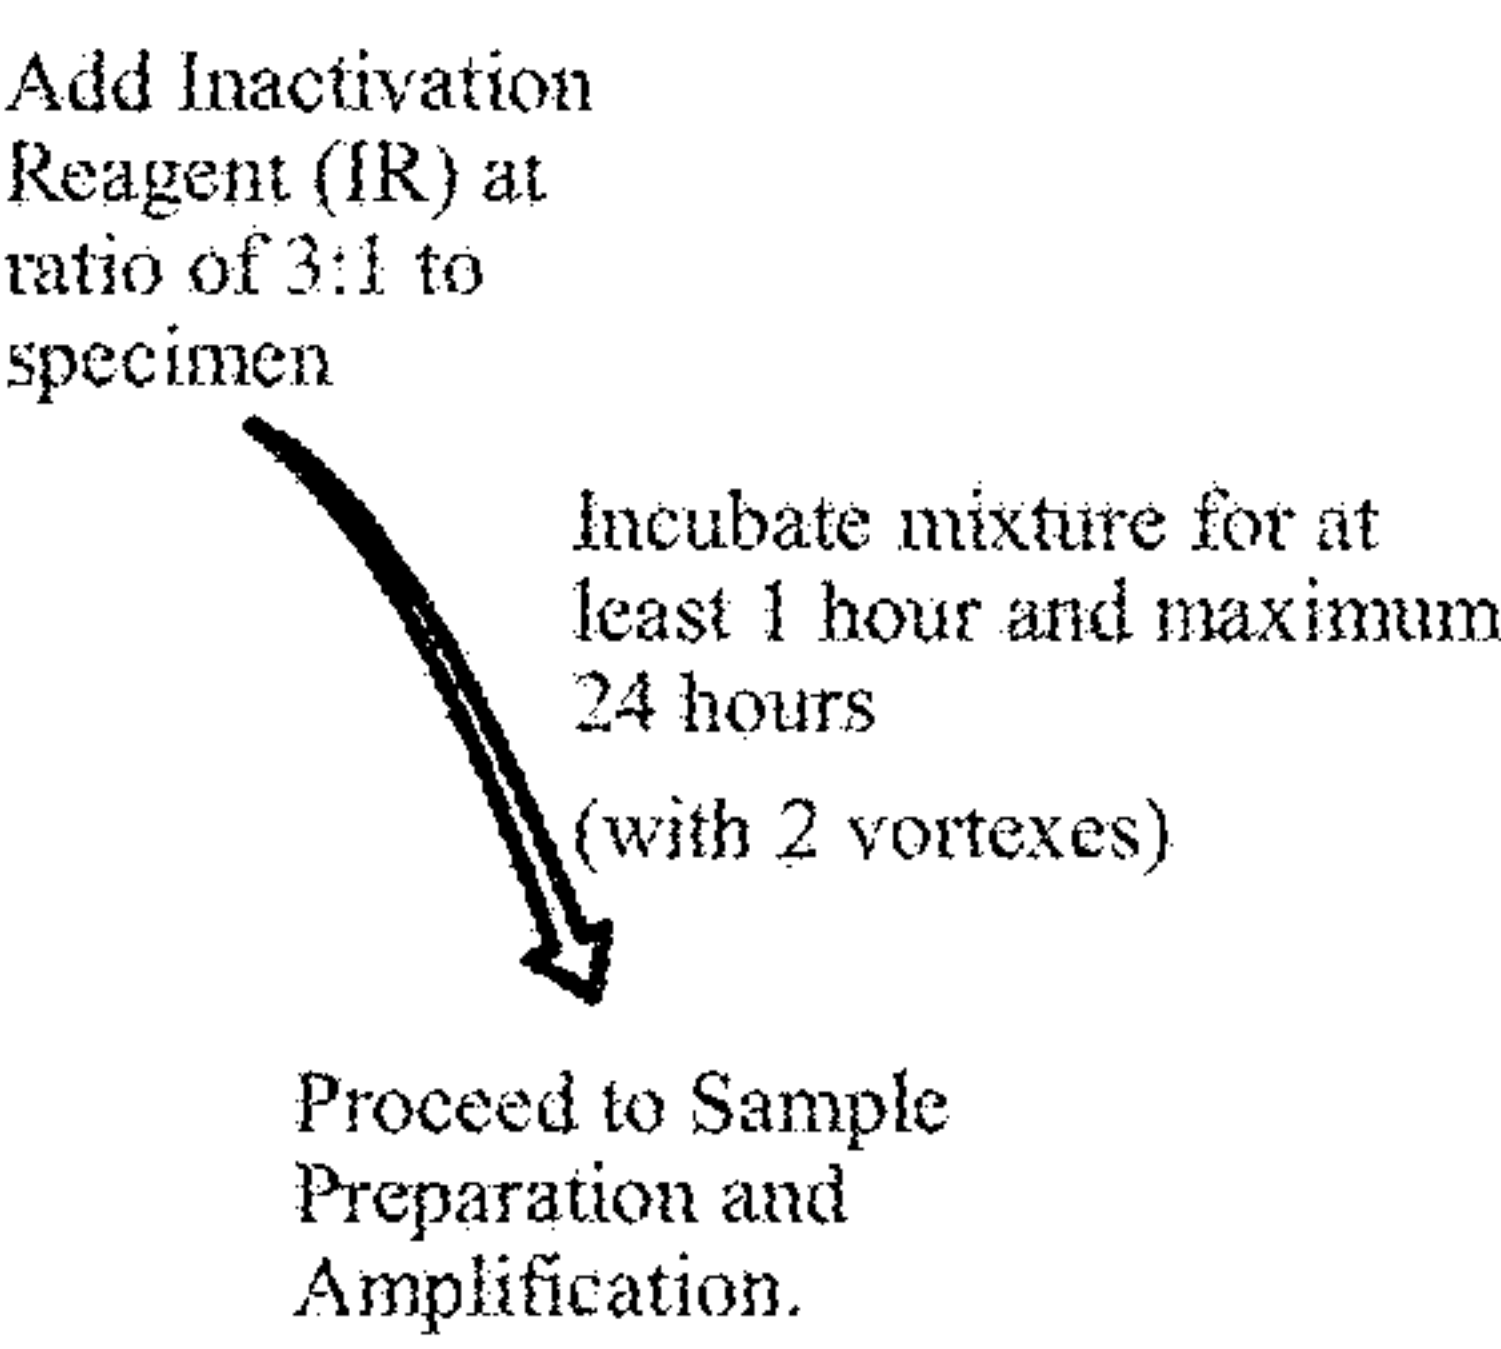 Add Inactivation
Reagent (IR) at
ratio of 3:1 to
specimen
Incubate mixture for at
least 1 hour and maximum
24 hours
(with 2 vortexes)
Proceed to Sample
Preparation and
Amplification.